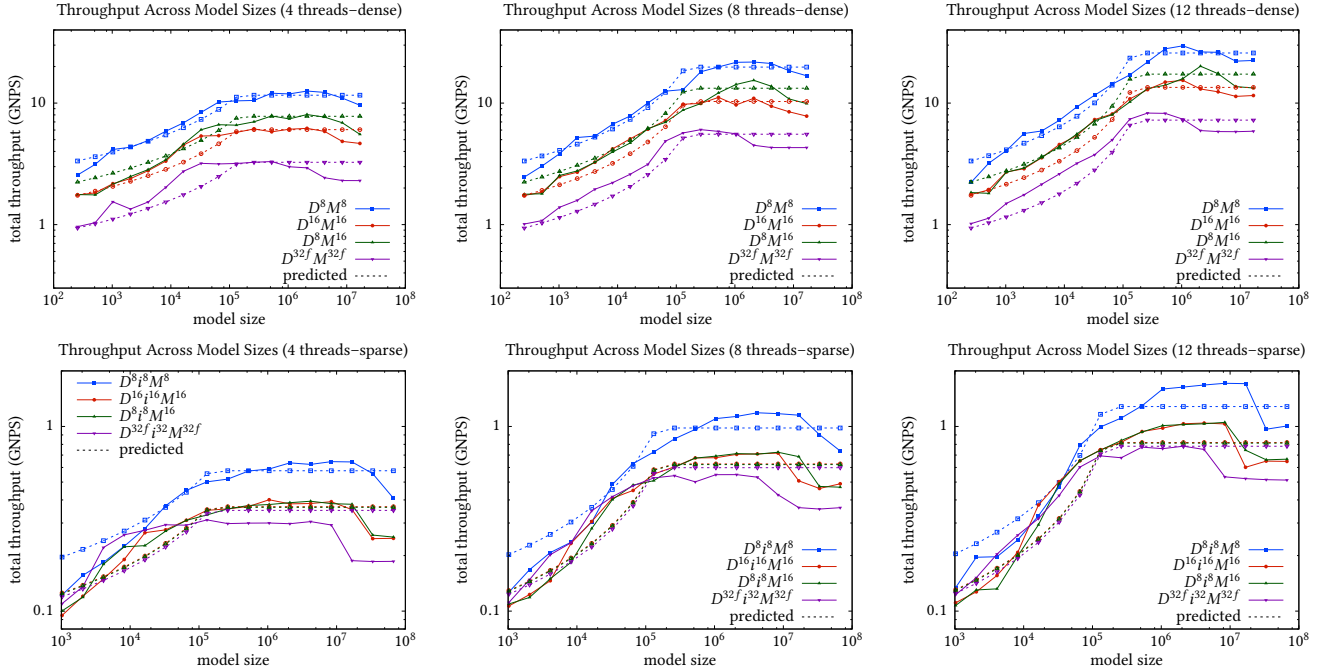 Throughput Across Model Sizes (4 threads–dense)
total throughput (GNPS)
10
1
D⁸M⁸
D¹⁶M¹⁶
D⁸M¹⁶
D³²ᶠM³²ᶠ
predicted
10² 10³ 10⁴ 10⁵ 10⁶ 10⁷ 10⁸
model size
Throughput Across Model Sizes (8 threads–dense)
total throughput (GNPS)
10
1
D⁸M⁸
D¹⁶M¹⁶
D⁸M¹⁶
D³²ᶠM³²ᶠ
predicted
10² 10³ 10⁴ 10⁵ 10⁶ 10⁷ 10⁸
model size
Throughput Across Model Sizes (12 threads–dense)
total throughput (GNPS)
10
1
D⁸M⁸
D¹⁶M¹⁶
D⁸M¹⁶
D³²ᶠM³²ᶠ
predicted
10² 10³ 10⁴ 10⁵ 10⁶ 10⁷ 10⁸
model size
Throughput Across Model Sizes (4 threads–sparse)
total throughput (GNPS)
D⁸i⁸M⁸
D¹⁶i¹⁶M¹⁶
D⁸i⁸M¹⁶
D³²ᶠi³²M³²ᶠ
predicted
1
0.1
10³ 10⁴ 10⁵ 10⁶ 10⁷ 10⁸
model size
Throughput Across Model Sizes (8 threads–sparse)
total throughput (GNPS)
1
0.1
D⁸i⁸M⁸
D¹⁶i¹⁶M¹⁶
D⁸i⁸M¹⁶
D³²ᶠi³²M³²ᶠ
predicted
10³ 10⁴ 10⁵ 10⁶ 10⁷ 10⁸
model size
Throughput Across Model Sizes (12 threads–sparse)
total throughput (GNPS)
1
0.1
D⁸i⁸M⁸
D¹⁶i¹⁶M¹⁶
D⁸i⁸M¹⁶
D³²ᶠi³²M³²ᶠ
predicted
10³ 10⁴ 10⁵ 10⁶ 10⁷ 10⁸
model size